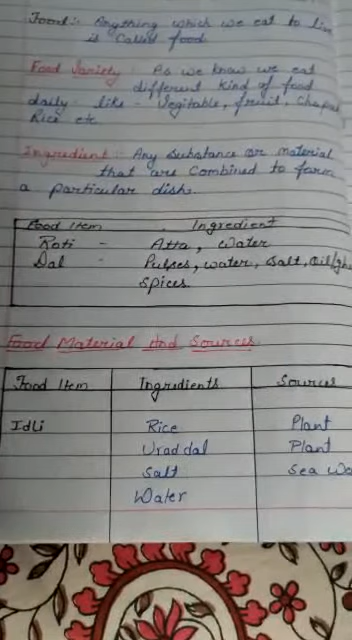 Food:- Anything which we eat to
is called food
Food Variety:- As we know we eat
different kind of food
daily like - Vegitable, fruit,
Rice etc
Ingredient:- Any substance or material
that are combined to form
a particular dish.
Food Item Ingredient
Roti - Atta, Water
Dal - Pulses, water, salt, Oil/
spices.
Food Material And Sources
Food Item Ingredients Sources
Idli Rice Plant
Urad dal Plant
Salt Sea
Water